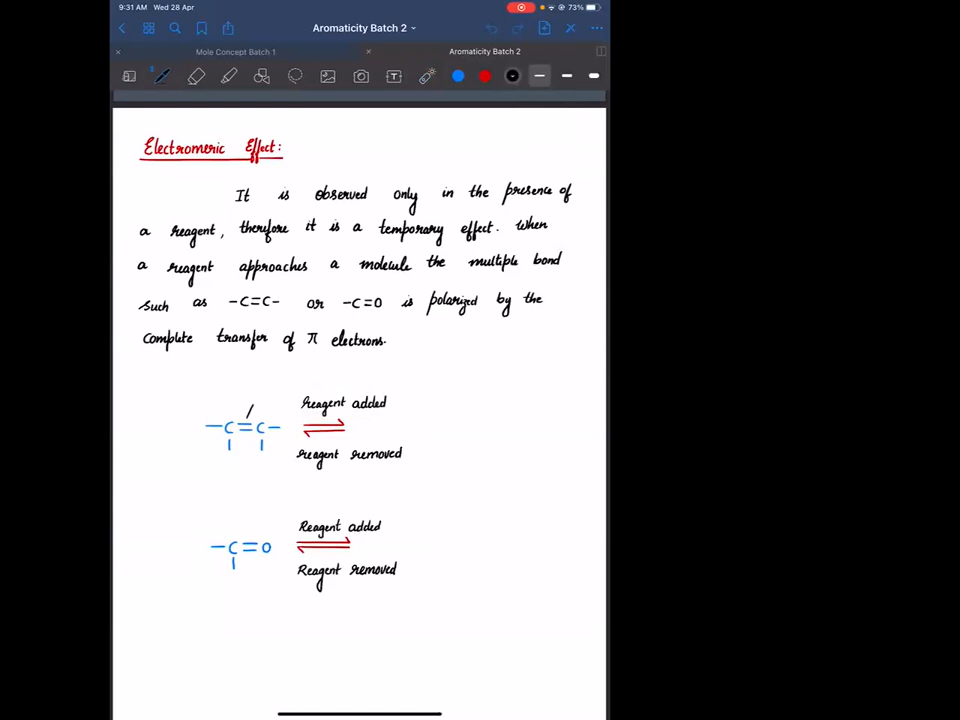 9:31 AM Wed 28 Apr
73%
Aromaticity Batch 2
Mole Concept Batch 1
Aromaticity Batch 2
Electromeric Effect:
It is observed only in the presence of
a reagent, therefore it is a temporary effect. When
a reagent approaches a molecule the multiple bond
such as -C=C- or -C=O is polarized by the
complete transfer of π electrons.
reagent added
-C=C-
reagent removed
Reagent added
-C=O
Reagent removed